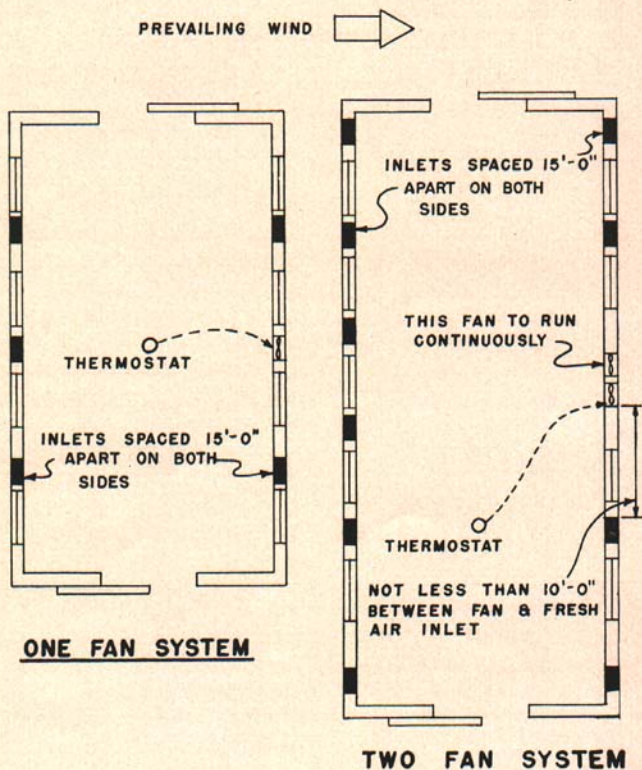 PREVAILING WIND
THERMOSTAT
INLETS SPACED 15'-0"
APART ON BOTH
SIDES
ONE FAN SYSTEM
INLETS SPACED 15'-0"
APART ON BOTH
SIDES
THIS FAN TO RUN
CONTINUOUSLY
THERMOSTAT
NOT LESS THAN 10'-0"
BETWEEN FAN & FRESH
AIR INLET
TWO FAN SYSTEM